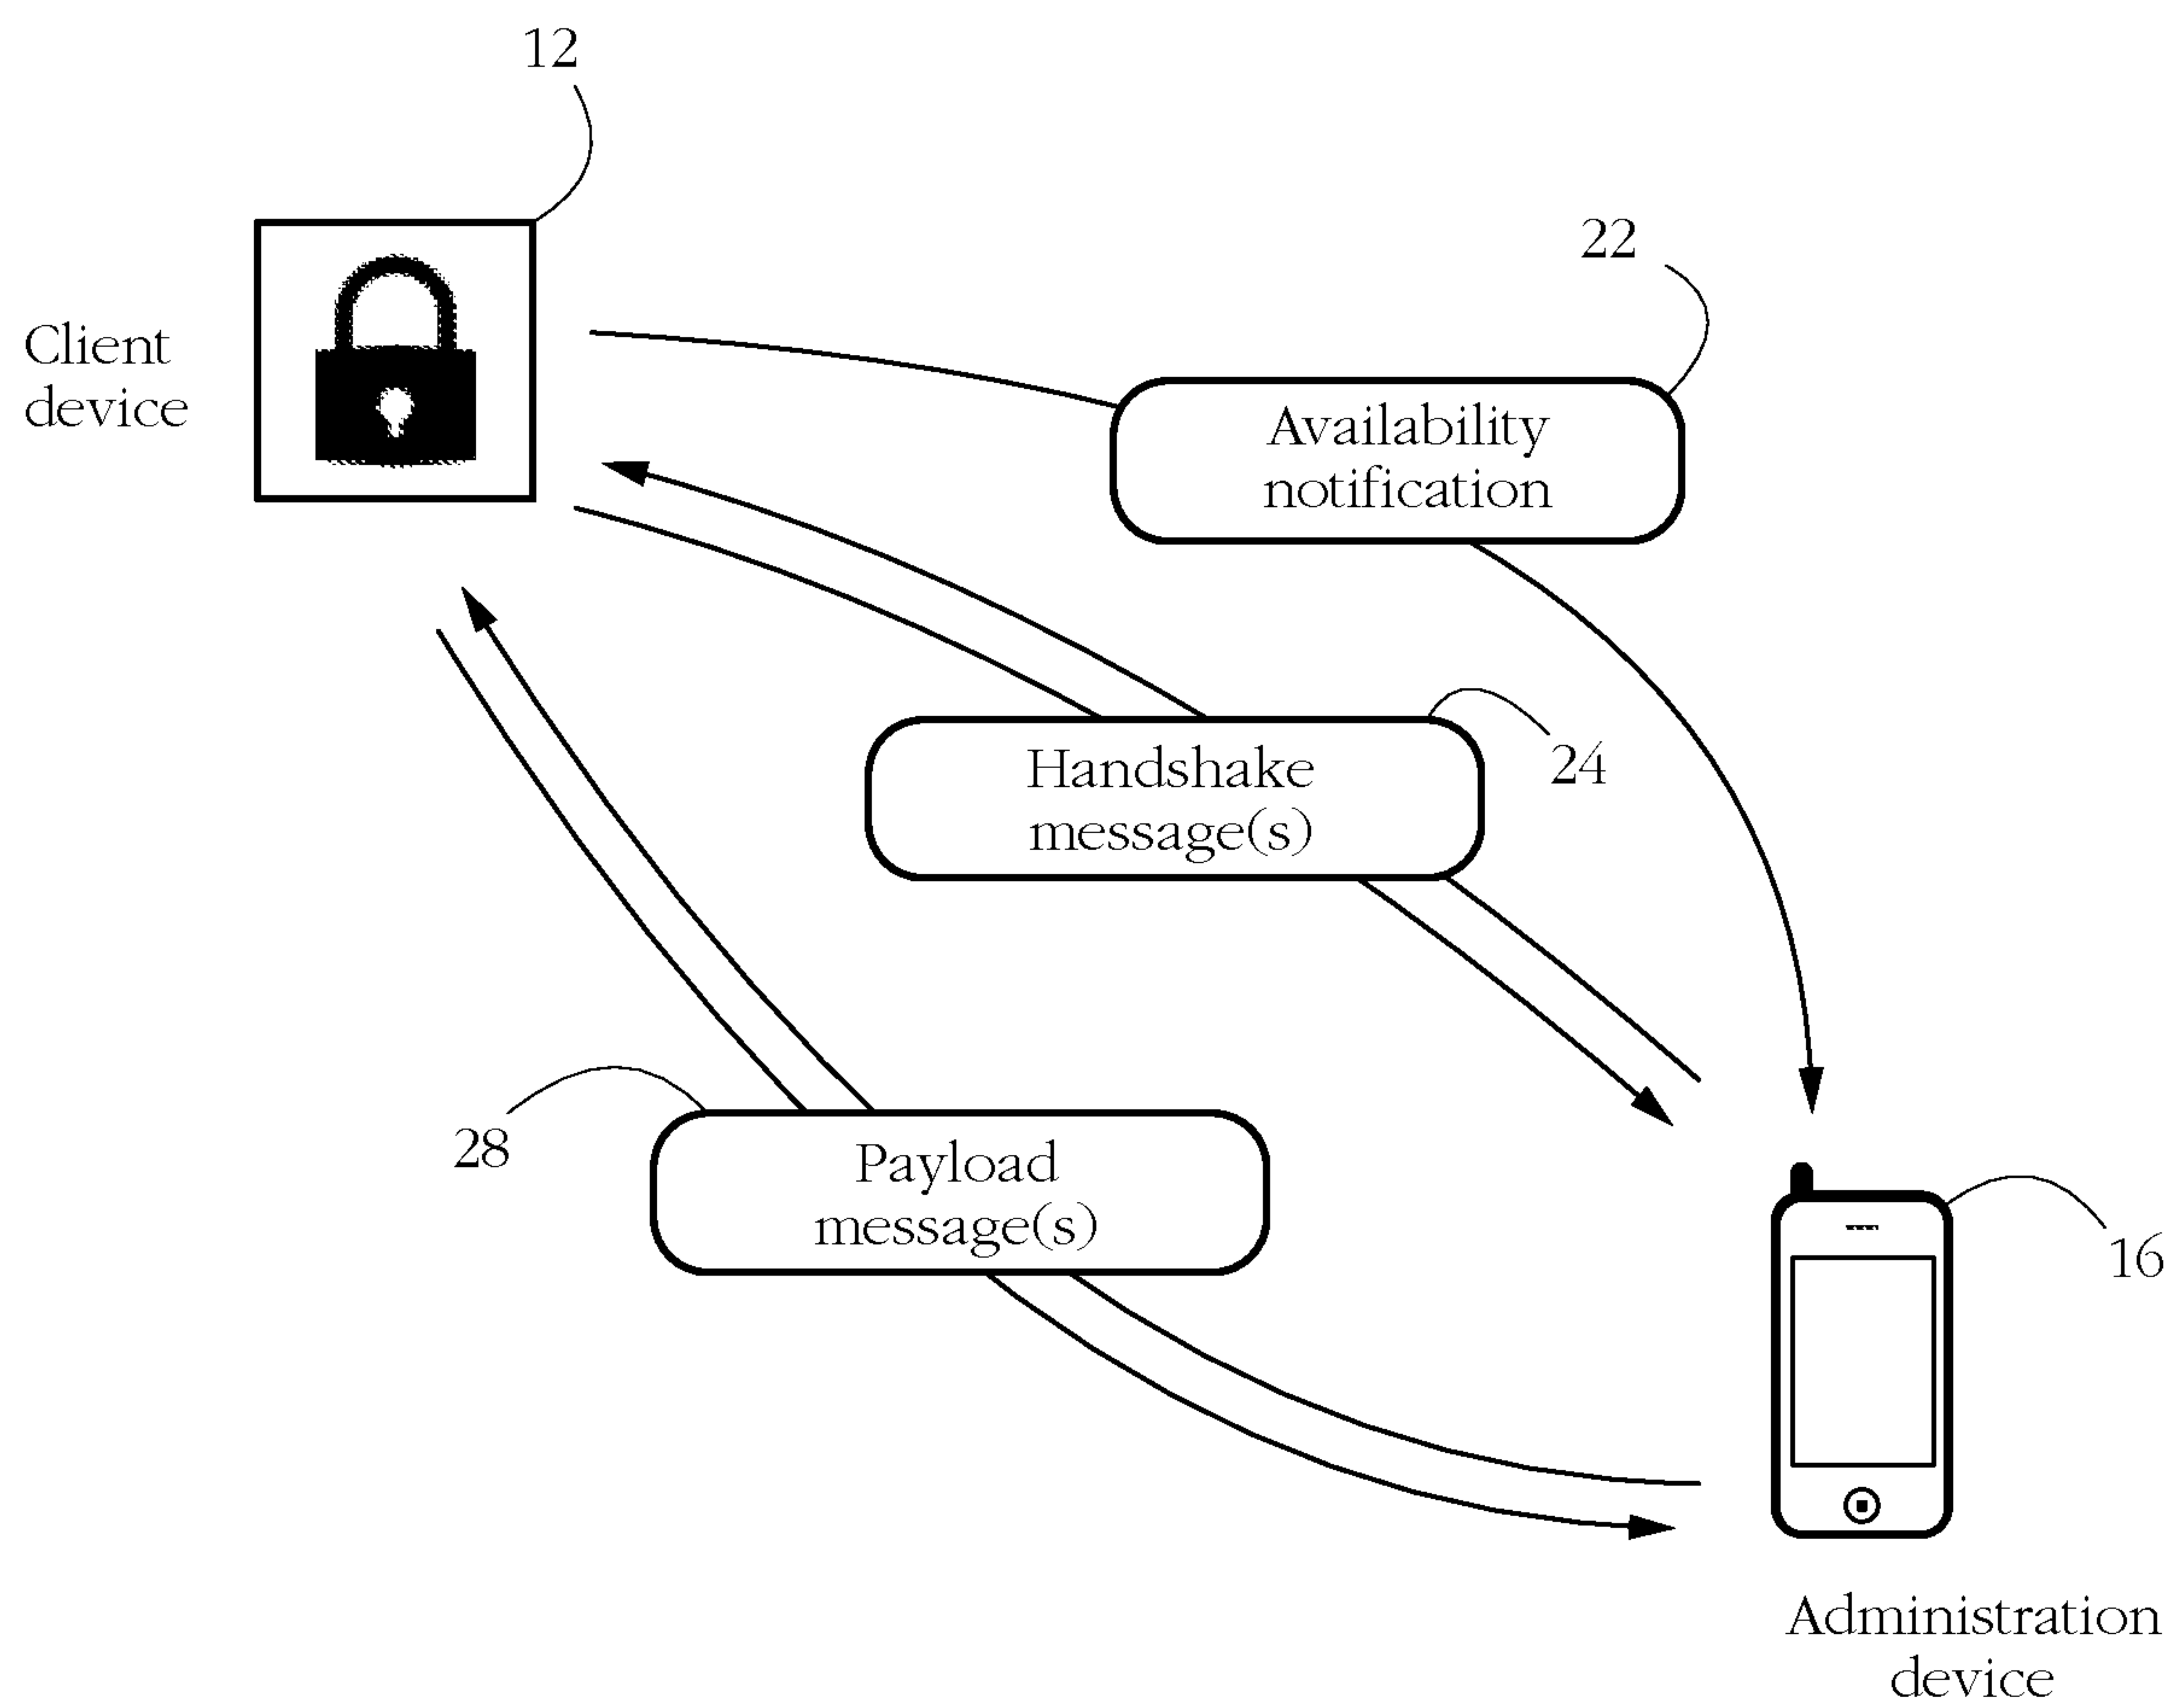 12
22
Client
device
Availability
notification
Handshake
message(s)
24
28
Payload
message(s)
16
Administration
device